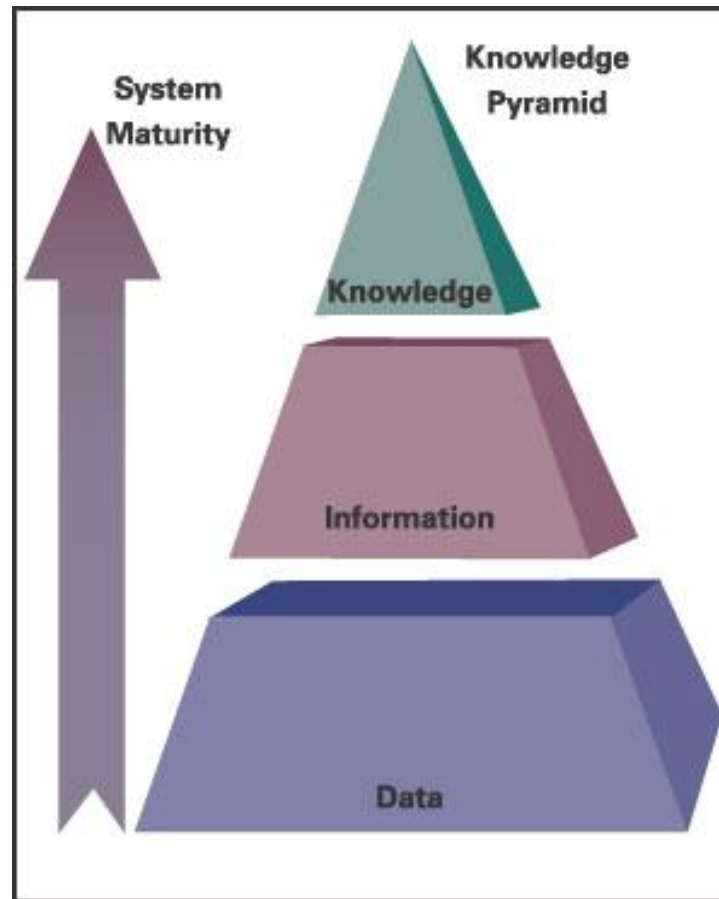 System
Maturity
Knowledge
Pyramid
Knowledge
Information
Data